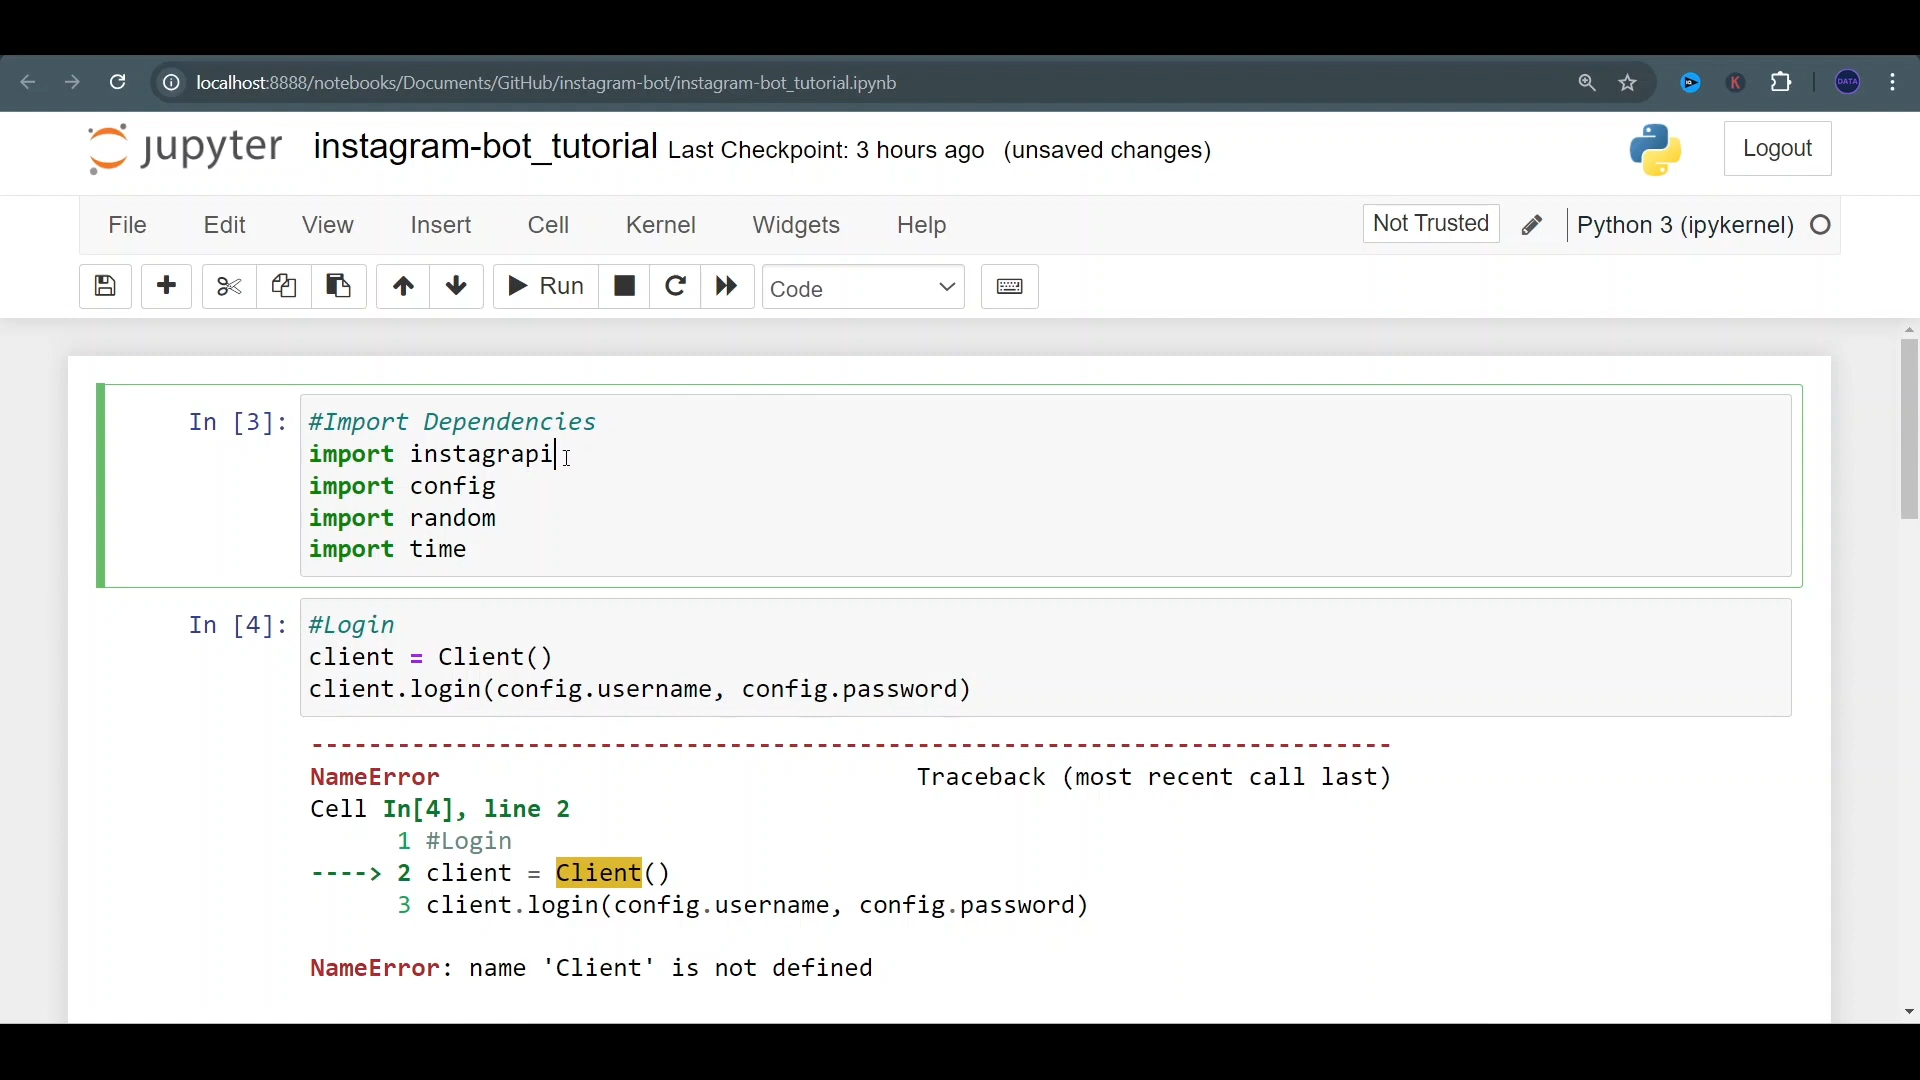 localhost:8888/notebooks/Documents/GitHub/instagram-bot/instagram-bot_tutorial.ipynb
K
DATA
jupyter instagram-bot_tutorial Last Checkpoint: 3 hours ago (unsaved changes)
Logout
File Edit View Insert Cell Kernel Widgets Help
Not Trusted
Python 3 (ipykernel)
Run
Code
In [3]: #Import Dependencies
import instagrapi
import config
import random
import time
In [4]: #Login
client = Client()
client.login(config.username, config.password)
---------------------------------------------------------------------------
NameError Traceback (most recent call last)
Cell In[4], line 2
1 #Login
----> 2 client = Client()
3 client.login(config.username, config.password)
NameError: name 'Client' is not defined